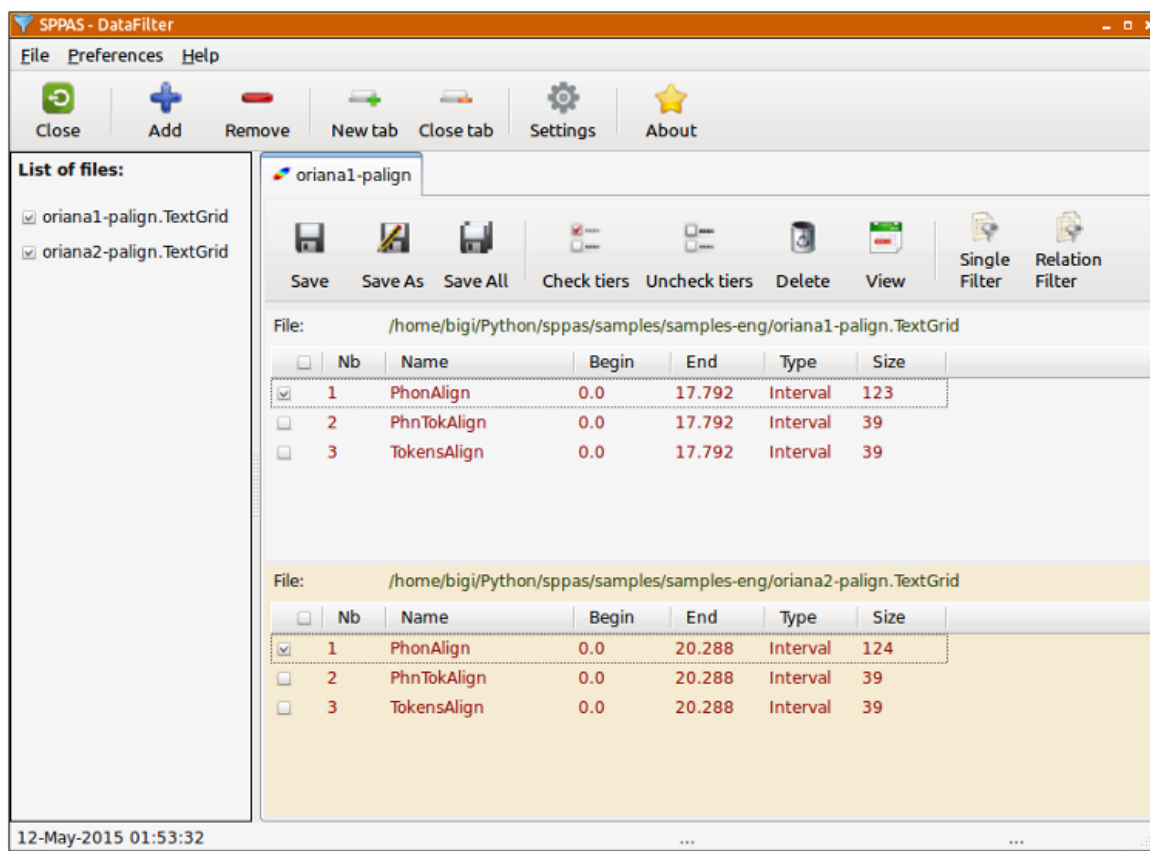 SPPAS - DataFilter
File Preferences Help
Close Add Remove New tab Close tab Settings About
List of files:
oriana1-palign.TextGrid
oriana2-palign.TextGrid
oriana1-palign
Save Save As Save All Check tiers Uncheck tiers Delete View Single Filter Relation Filter
File: /home/bigi/Python/sppas/samples/samples-eng/oriana1-palign.TextGrid
Nb Name Begin End Type Size
1 PhonAlign 0.0 17.792 Interval 123
2 PhnTokAlign 0.0 17.792 Interval 39
3 TokensAlign 0.0 17.792 Interval 39
File: /home/bigi/Python/sppas/samples/samples-eng/oriana2-palign.TextGrid
Nb Name Begin End Type Size
1 PhonAlign 0.0 20.288 Interval 124
2 PhnTokAlign 0.0 20.288 Interval 39
3 TokensAlign 0.0 20.288 Interval 39
12-May-2015 01:53:32 ... ...